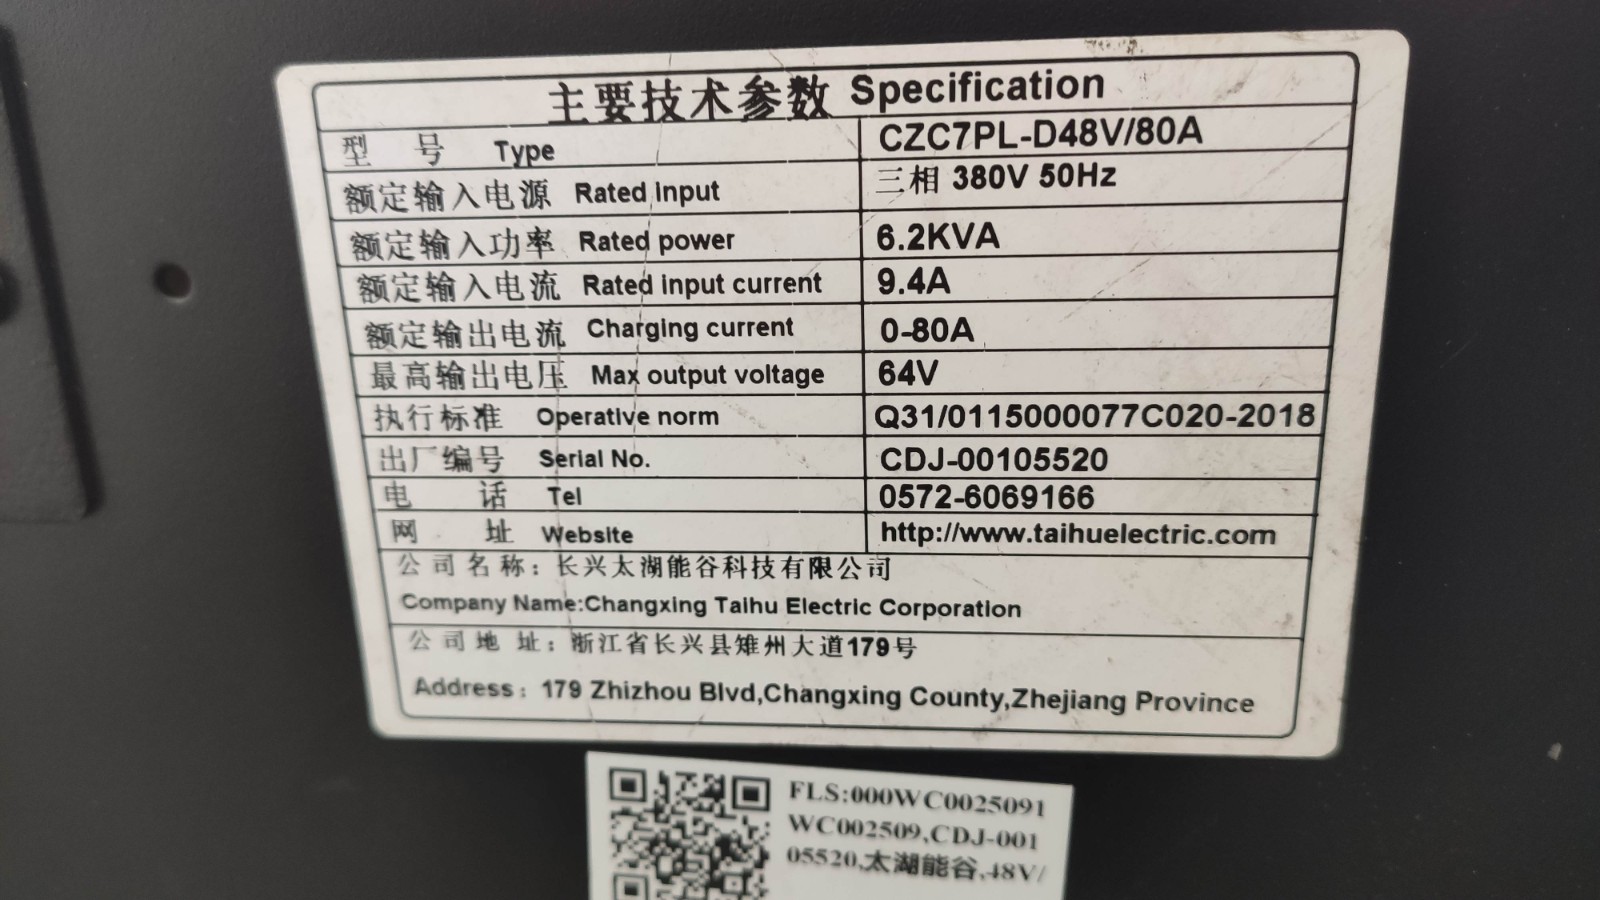 主要技术参数 Specification
型 号 Type CZC7PL-D48V/80A
额定输入电源 Rated input 三相 380V 50Hz
额定输入功率 Rated power 6.2KVA
额定输入电流 Rated input current 9.4A
额定输出电流 Charging current 0-80A
最高输出电压 Max output voltage 64V
执行标准 Operative norm Q31/0115000077C020-2018
出厂编号 Serial No. CDJ-00105520
电 话 Tel 0572-6069166
网 址 Website http://www.taihuelectric.com
公 司 名 称：长兴太湖能谷科技有限公司
Company Name:Changxing Taihu Electric Corporation
公 司 地 址：浙江省长兴县雉州大道179号
Address：179 Zhizhou Blvd,Changxing County,Zhejiang Province
FLS:000WC0025091
WC002509,CDJ-001
05520,太湖能谷,48V/